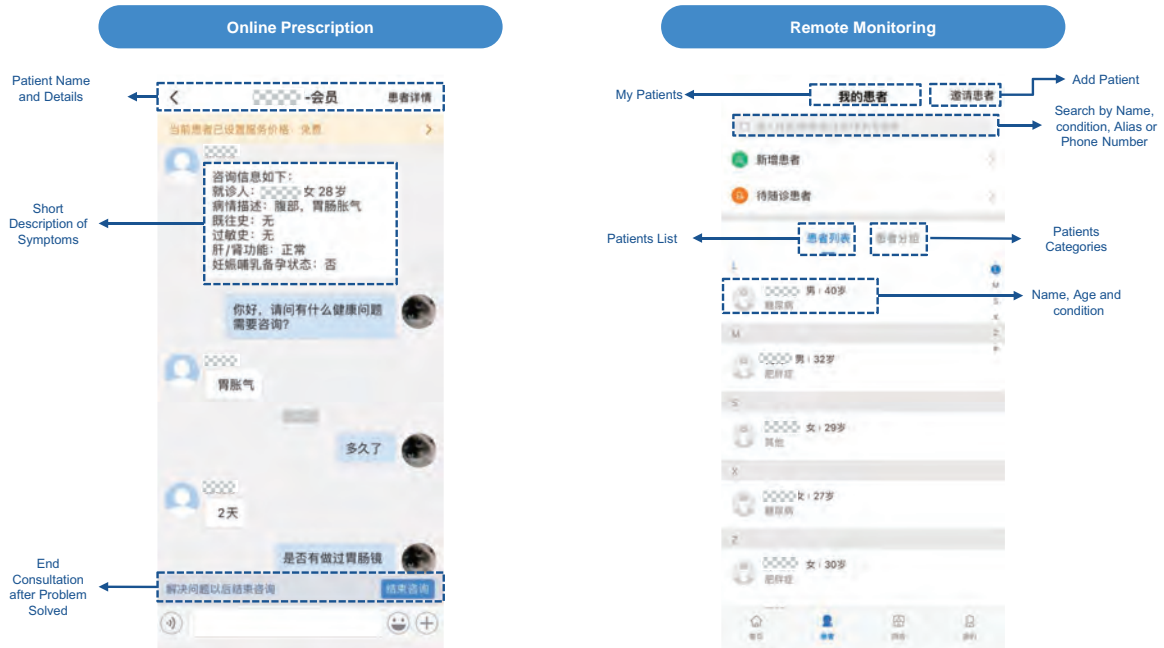 Online Prescription
Patient Name
and Details
-会员
患者详情
当前患者已设置服务价格：免费
咨询信息如下：
就诊人： 女 28岁
病情描述：腹部，胃肠胀气
既往史：无
过敏史：无
肝/肾功能：正常
妊娠哺乳备孕状态：否
Short
Description of
Symptoms
你好，请问有什么健康问题
需要咨询？
胃胀气
多久了
2天
是否有做过胃肠镜
End
Consultation
after Problem
Solved
解决问题以后结束咨询
结束咨询
Remote Monitoring
My Patients
我的患者
邀请患者
Add Patient
Search by Name,
condition, Alias or
Phone Number
新增患者
待随诊患者
Patients List
患者列表
患者分组
Patients
Categories
L
男 40岁
糖尿病
Name, Age and
condition
M
S
X
Z
#
M
男 32岁
肥胖症
S
女 29岁
其他
X
27岁
糖尿病
Z
女 30岁
肥胖症
首页
患者